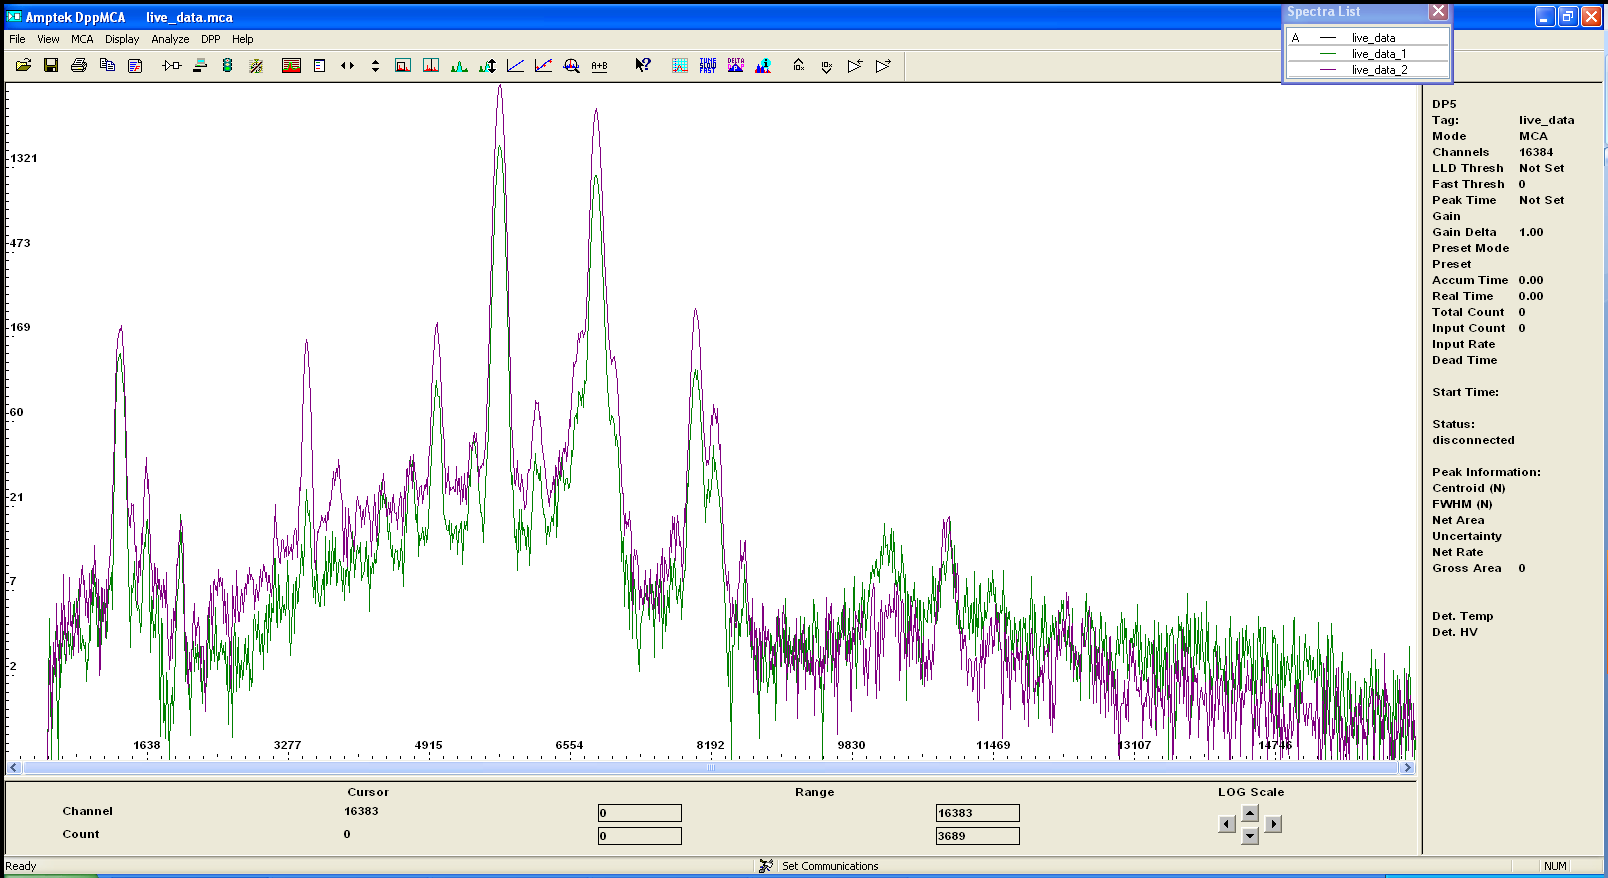 Amptek DppMCA live_data.mca
Spectra List
File View MCA Display Analyze DPP Help
A live_data
live_data_1
live_data_2
A+B
TUNE SLOW FAST
DELTA MCA
1321
473
169
60
21
7
2
1638 3277 4915 6554 8192 9830 11469 13107 14746
DP5
Tag: live_data
Mode MCA
Channels 16384
LLD Thresh Not Set
Fast Thresh 0
Peak Time Not Set
Gain
Gain Delta 1.00
Preset Mode
Preset
Accum Time 0.00
Real Time 0.00
Total Count 0
Input Count 0
Input Rate
Dead Time
Start Time:
Status:
disconnected
Peak Information:
Centroid (N)
FWHM (N)
Net Area
Uncertainty
Net Rate
Gross Area 0
Det. Temp
Det. HV
Cursor Range LOG Scale
Channel 16383 0 16383
Count 0 0 3689
Ready Set Communications NUM